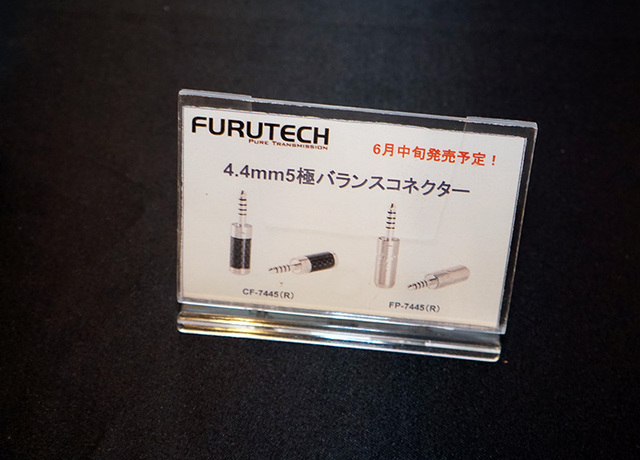 FURUTECH
PURE TRANSMISSION
6月中旬発売予定！
4.4mm5極バランスコネクター
CF-7445(R)
FP-7445(R)